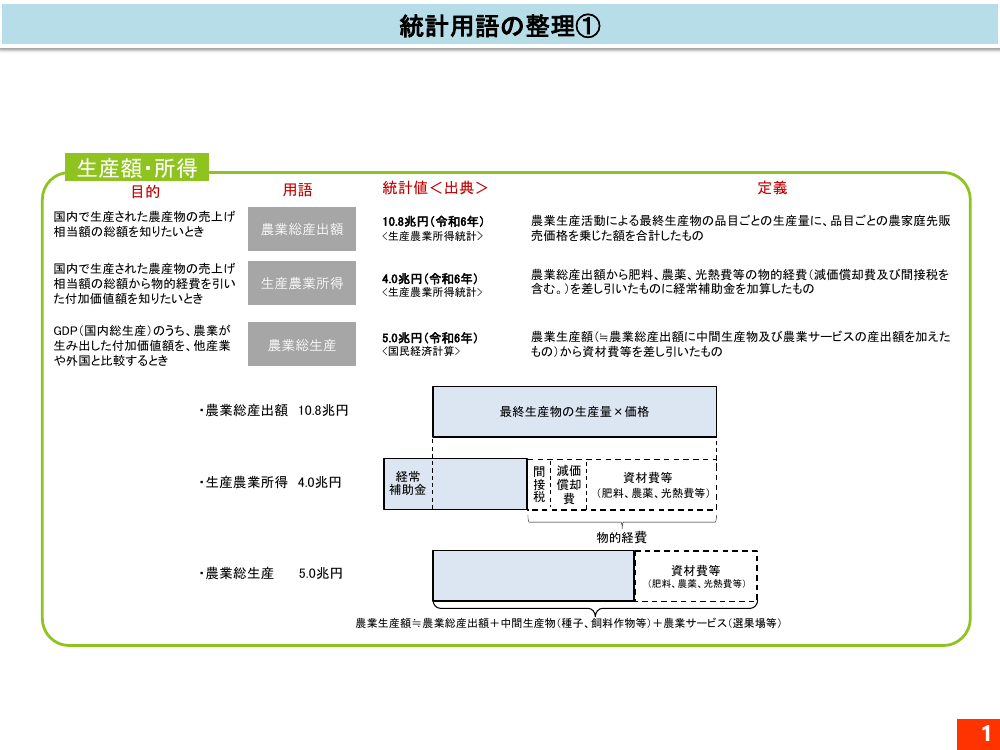 統計用語の整理①
生産額・所得
目的
用語
統計値＜出典＞
定義
国内で生産された農産物の売上げ
相当額の総額を知りたいとき
農業総産出額
10.8兆円（令和6年）
<生産農業所得統計>
農業生産活動による最終生産物の品目ごとの生産量に、品目ごとの農家庭先販
売価格を乗じた額を合計したもの
国内で生産された農産物の売上げ
相当額の総額から物的経費を引い
た付加価値額を知りたいとき
生産農業所得
4.0兆円（令和6年）
<生産農業所得統計>
農業総産出額から肥料、農薬、光熱費等の物的経費（減価償却費及び間接税を
含む。）を差し引いたものに経常補助金を加算したもの
GDP（国内総生産）のうち、農業が
生み出した付加価値額を、他産業
や外国と比較するとき
農業総生産
5.0兆円（令和6年）
<国民経済計算>
農業生産額（≒農業総産出額に中間生産物及び農業サービスの産出額を加えた
もの）から資材費等を差し引いたもの
・農業総産出額 10.8兆円
最終生産物の生産量×価格
・生産農業所得 4.0兆円
経常
補助金
間
接
税
減価
償却
費
資材費等
（肥料、農薬、光熱費等）
物的経費
・農業総生産 5.0兆円
資材費等
（肥料、農薬、光熱費等）
農業生産額≒農業総産出額＋中間生産物（種子、飼料作物等）＋農業サービス（選果場等）
1